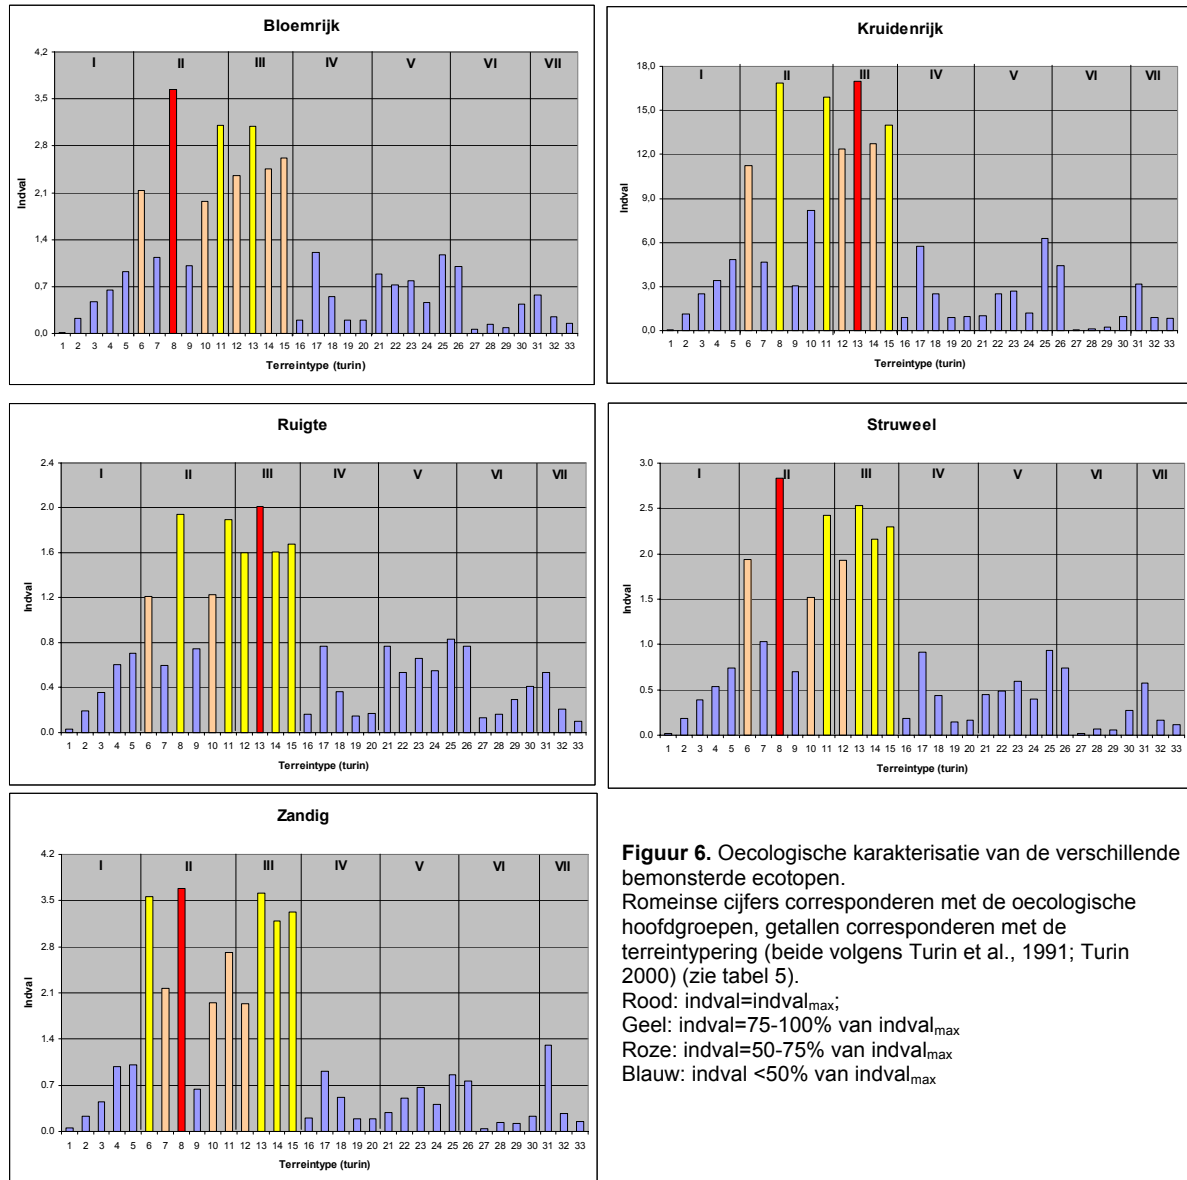 Bloemrijk
4,2
3,5
2,8
2,1
1,4
0,7
0,0
Indval
I II III IV V VI VII
1 2 3 4 5 6 7 8 9 10 11 12 13 14 15 16 17 18 19 20 21 22 23 24 25 26 27 28 29 30 31 32 33
Terreintype (turin)
Kruidenrijk
18,0
15,0
12,0
9,0
6,0
3,0
0,0
Indval
I II III IV V VI VII
1 2 3 4 5 6 7 8 9 10 11 12 13 14 15 16 17 18 19 20 21 22 23 24 25 26 27 28 29 30 31 32 33
Terreintype (turin)
Ruigte
2.4
2.0
1.6
1.2
0.8
0.4
0.0
Indval
I II III IV V VI VII
1 2 3 4 5 6 7 8 9 10 11 12 13 14 15 16 17 18 19 20 21 22 23 24 25 26 27 28 29 30 31 32 33
Terreintype (turin)
Struweel
3.0
2.5
2.0
1.5
1.0
0.5
0.0
Indval
I II III IV V VI VII
1 2 3 4 5 6 7 8 9 10 11 12 13 14 15 16 17 18 19 20 21 22 23 24 25 26 27 28 29 30 31 32 33
Terreintype (turin)
Zandig
4.2
3.5
2.8
2.1
1.4
0.7
0.0
Indval
I II III IV V VI VII
1 2 3 4 5 6 7 8 9 10 11 12 13 14 15 16 17 18 19 20 21 22 23 24 25 26 27 28 29 30 31 32 33
Terreintype (turin)
Figuur 6. Oecologische karakterisatie van de verschillende
bemonsterde ecotopen.
Romeinse cijfers corresponderen met de oecologische
hoofdgroepen, getallen corresponderen met de
terreintypering (beide volgens Turin et al., 1991; Turin
2000) (zie tabel 5).
Rood: indval=indvalmax;
Geel: indval=75-100% van indvalmax
Roze: indval=50-75% van indvalmax
Blauw: indval <50% van indvalmax